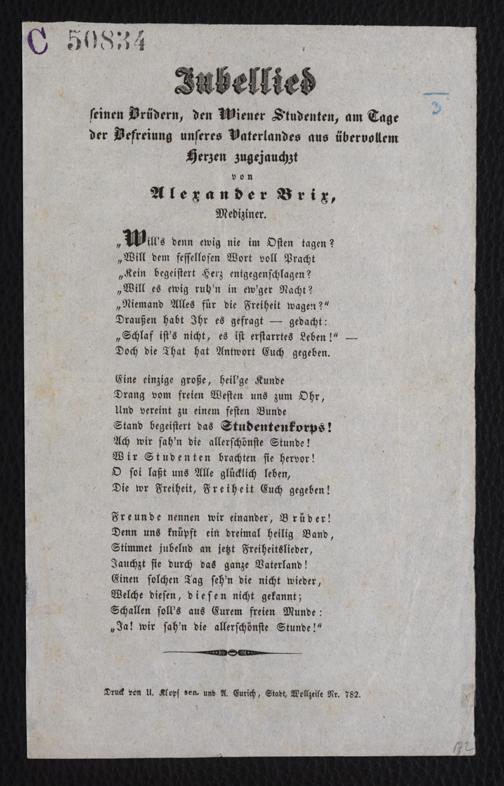 C 50834
3
Jubellied
seinen Brüdern, den Wiener Studenten, am Tage
der Befreiung unseres Vaterlandes aus übervollem
Herzen zugejauchzt
von
Alexander Brix,
Mediziner.
„Will's denn ewig nie im Osten tagen?
„Will dem fessellosen Wort voll Pracht
„Kein begeistert Herz entgegenschlagen?
„Will es ewig ruh'n in ew'ger Nacht?
„Niemand Alles für die Freiheit wagen?“
Draußen habt Ihr es gefragt — gedacht:
„Schlaf ist's nicht, es ist erstarrtes Leben!“ —
Doch die That hat Antwort Euch gegeben.
Eine einzige große, heil'ge Kunde
Drang vom freien Westen uns zum Ohr,
Und vereint zu einem festen Bunde
Stand begeistert das Studentenkorps!
Ach wir sah'n die allerschönste Stunde!
Wir Studenten brachten sie hervor!
O soi laßt uns Alle glücklich leben,
Die wr Freiheit, Freiheit Euch gegeben!
Freunde nennen wir einander, Brüder!
Denn uns knüpft ein dreimal heilig Band,
Stimmet jubelnd an jetzt Freiheitslieder,
Jauchzt sie durch das ganze Vaterland!
Einen solchen Tag seh'n die nicht wieder,
Welche diesen, diesen nicht gekannt;
Schallen soll's aus Eurem freien Munde:
„Ja! wir sah'n die allerschönste Stunde!“
Druck von U. Klopf sen. und A. Eurich, Stadt, Wollzeile Nr. 782.